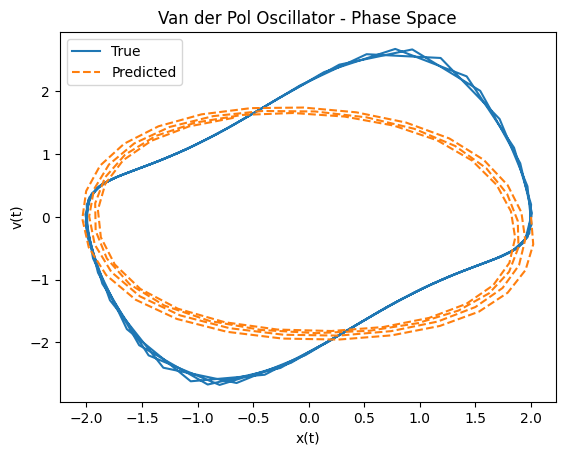 Van der Pol Oscillator - Phase Space
True
Predicted
v(t)
2
1
0
−1
−2
−2.0 −1.5 −1.0 −0.5 0.0 0.5 1.0 1.5 2.0
x(t)